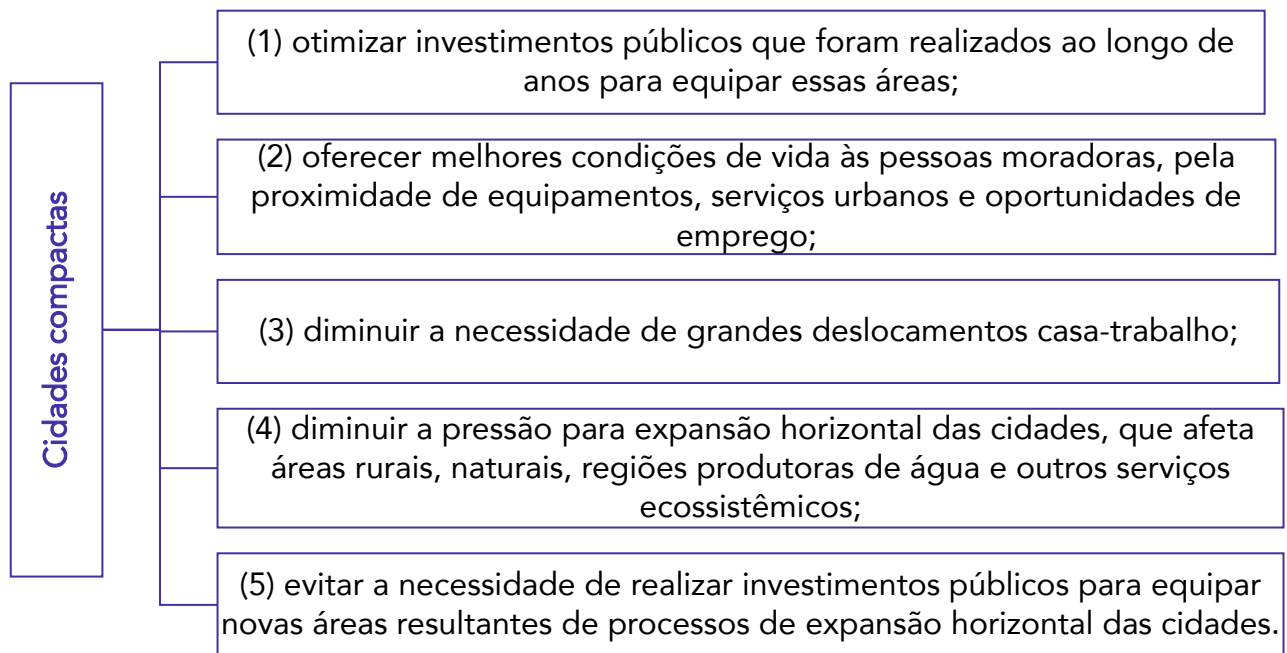 Cidades compactas
(1) otimizar investimentos públicos que foram realizados ao longo de
anos para equipar essas áreas;
(2) oferecer melhores condições de vida às pessoas moradoras, pela
proximidade de equipamentos, serviços urbanos e oportunidades de
emprego;
(3) diminuir a necessidade de grandes deslocamentos casa-trabalho;
(4) diminuir a pressão para expansão horizontal das cidades, que afeta
áreas rurais, naturais, regiões produtoras de água e outros serviços
ecossistêmicos;
(5) evitar a necessidade de realizar investimentos públicos para equipar
novas áreas resultantes de processos de expansão horizontal das cidades.